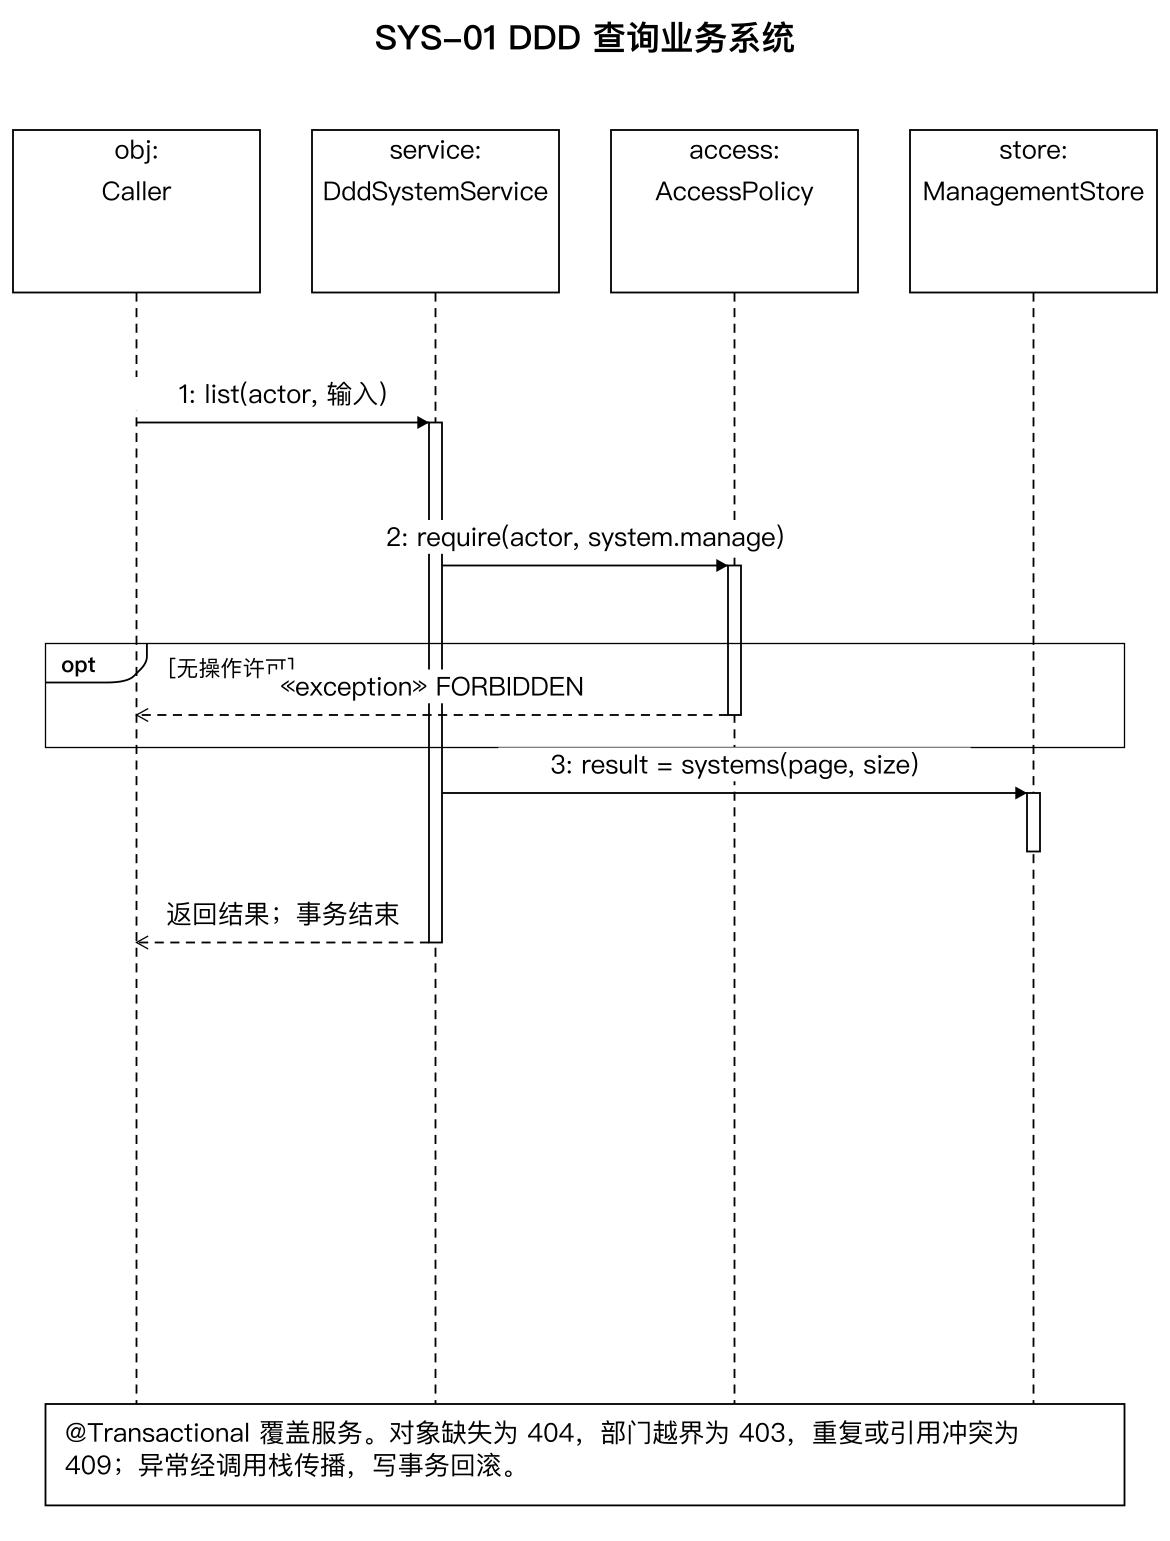 SYS-01 DDD 查询业务系统
obj:
Caller
service:
DddSystemService
access:
AccessPolicy
store:
ManagementStore
1: list(actor, 输入)
2: require(actor, system.manage)
opt
[无操作许可]
«exception» FORBIDDEN
3: result = systems(page, size)
返回结果；事务结束
@Transactional 覆盖服务。对象缺失为 404，部门越界为 403，重复或引用冲突为
409；异常经调用栈传播，写事务回滚。